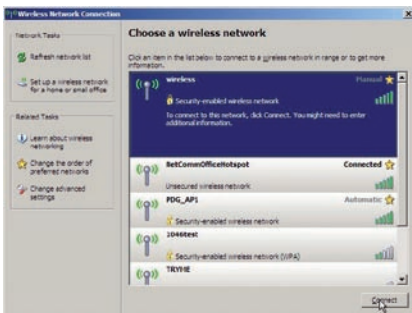 Wireless Network Connection
Network Tasks
Refresh network list
Set up a wireless network
for a home or small office
Related Tasks
Learn about wireless
networking
Change the order of
preferred networks
Change advanced
settings
Choose a wireless network
Click an item in the list below to connect to a wireless network in range or to get more
information.
wireless
Manual
Security-enabled wireless network
To connect to this network, click Connect. You might need to enter
additional information.
BetCommOfficeHotspot
Connected
Unsecured wireless network
PDG_AP1
Automatic
Security-enabled wireless network
1046test
Security-enabled wireless network (WPA)
TRYME
Connect